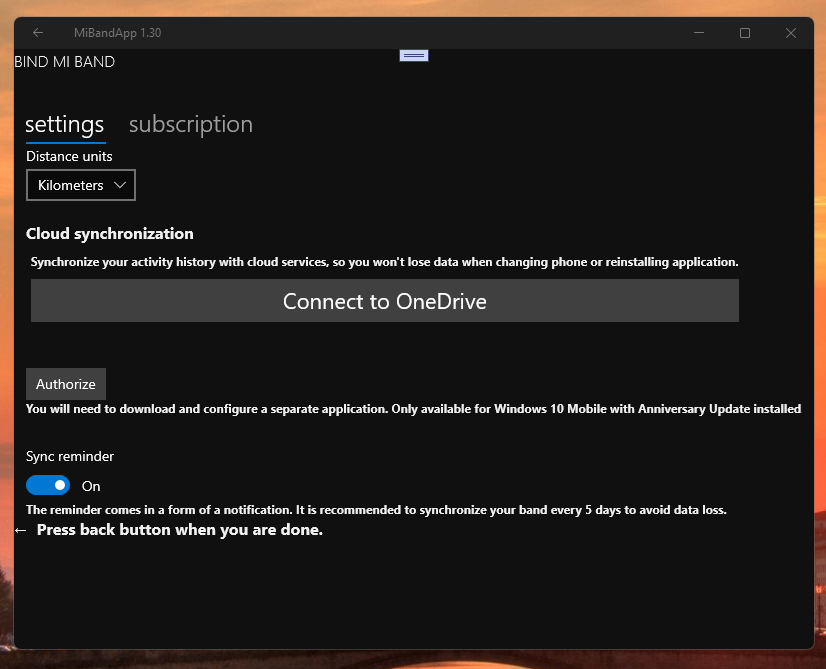 MiBandApp 1.30
BIND MI BAND
settings subscription
Distance units
Kilometers
Cloud synchronization
Synchronize your activity history with cloud services, so you won't lose data when changing phone or reinstalling application.
Connect to OneDrive
Authorize
You will need to download and configure a separate application. Only available for Windows 10 Mobile with Anniversary Update installed
Sync reminder
On
The reminder comes in a form of a notification. It is recommended to synchronize your band every 5 days to avoid data loss.
← Press back button when you are done.